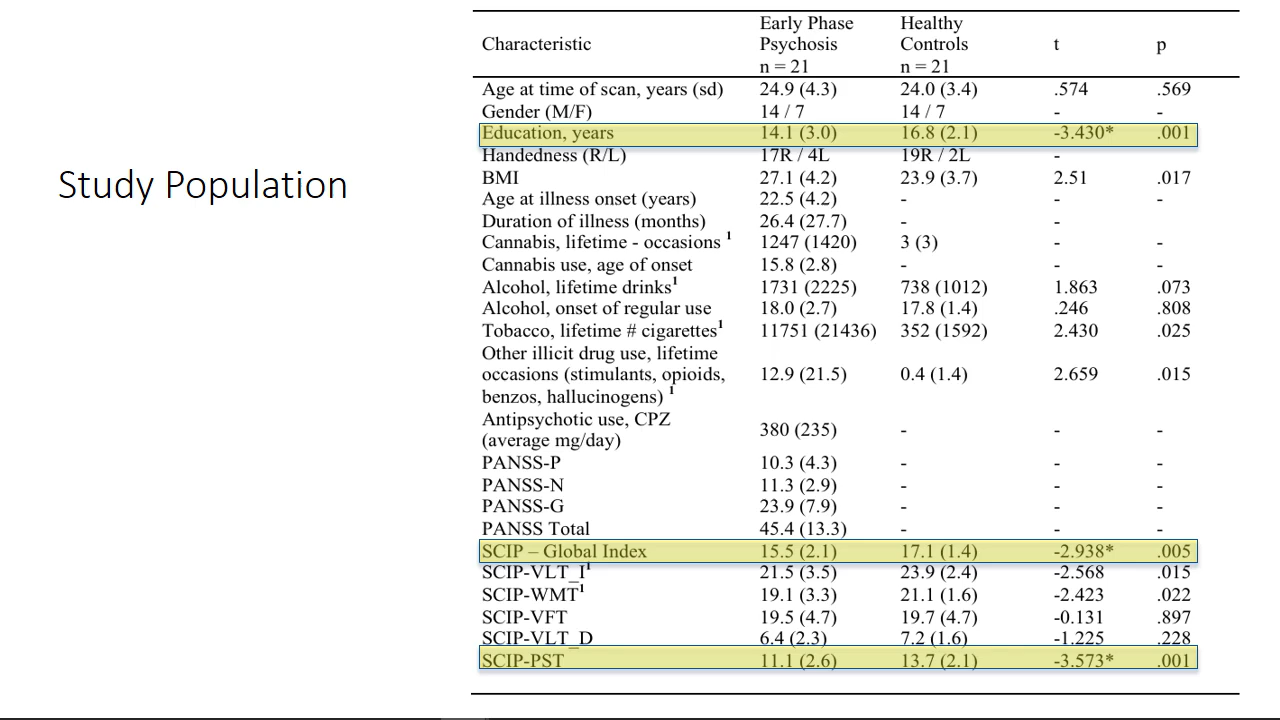 Study Population
Characteristic Early Phase Psychosis n = 21 Healthy Controls n = 21 t p
Age at time of scan, years (sd) 24.9 (4.3) 24.0 (3.4) .574 .569
Gender (M/F) 14 / 7 14 / 7 - -
Education, years 14.1 (3.0) 16.8 (2.1) -3.430* .001
Handedness (R/L) 17R / 4L 19R / 2L -
BMI 27.1 (4.2) 23.9 (3.7) 2.51 .017
Age at illness onset (years) 22.5 (4.2) - - -
Duration of illness (months) 26.4 (27.7) - -
Cannabis, lifetime - occasions ¹ 1247 (1420) 3 (3) - -
Cannabis use, age of onset 15.8 (2.8) - - -
Alcohol, lifetime drinks¹ 1731 (2225) 738 (1012) 1.863 .073
Alcohol, onset of regular use 18.0 (2.7) 17.8 (1.4) .246 .808
Tobacco, lifetime # cigarettes¹ 11751 (21436) 352 (1592) 2.430 .025
Other illicit drug use, lifetime
occasions (stimulants, opioids, 12.9 (21.5) 0.4 (1.4) 2.659 .015
benzos, hallucinogens) ¹
Antipsychotic use, CPZ
(average mg/day) 380 (235) - - -
PANSS-P 10.3 (4.3) - - -
PANSS-N 11.3 (2.9) - - -
PANSS-G 23.9 (7.9) - - -
PANSS Total 45.4 (13.3) - - -
SCIP – Global Index 15.5 (2.1) 17.1 (1.4) -2.938* .005
SCIP-VLT_I¹ 21.5 (3.5) 23.9 (2.4) -2.568 .015
SCIP-WMT¹ 19.1 (3.3) 21.1 (1.6) -2.423 .022
SCIP-VFT 19.5 (4.7) 19.7 (4.7) -0.131 .897
SCIP-VLT_D 6.4 (2.3) 7.2 (1.6) -1.225 .228
SCIP-PST 11.1 (2.6) 13.7 (2.1) -3.573* .001